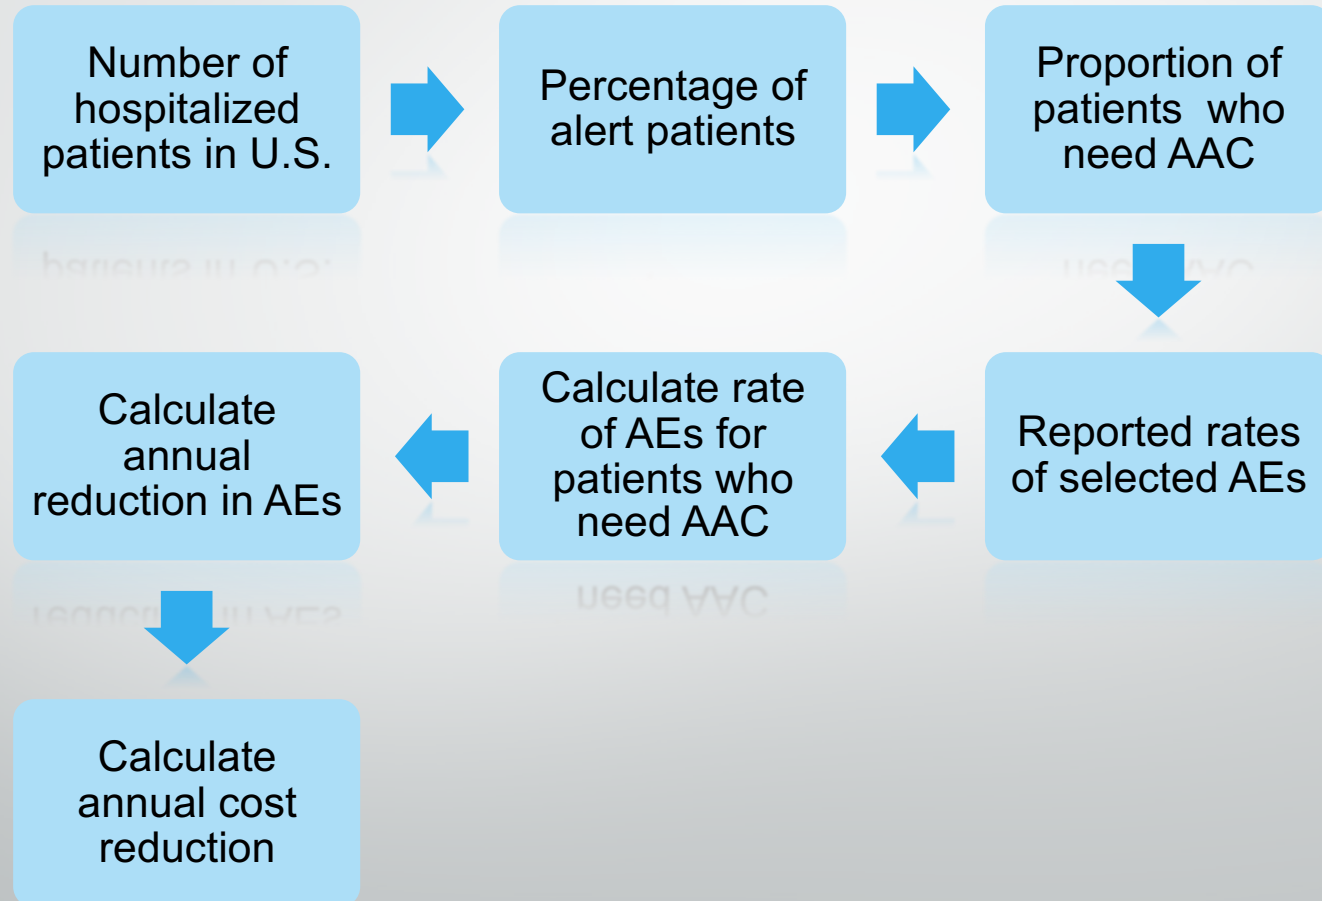 Number of
hospitalized
patients in U.S.
Percentage of
alert patients
Proportion of
patients who
need AAC
Reported rates
of selected AEs
Calculate rate
of AEs for
patients who
need AAC
Calculate
annual
reduction in AEs
Calculate
annual cost
reduction